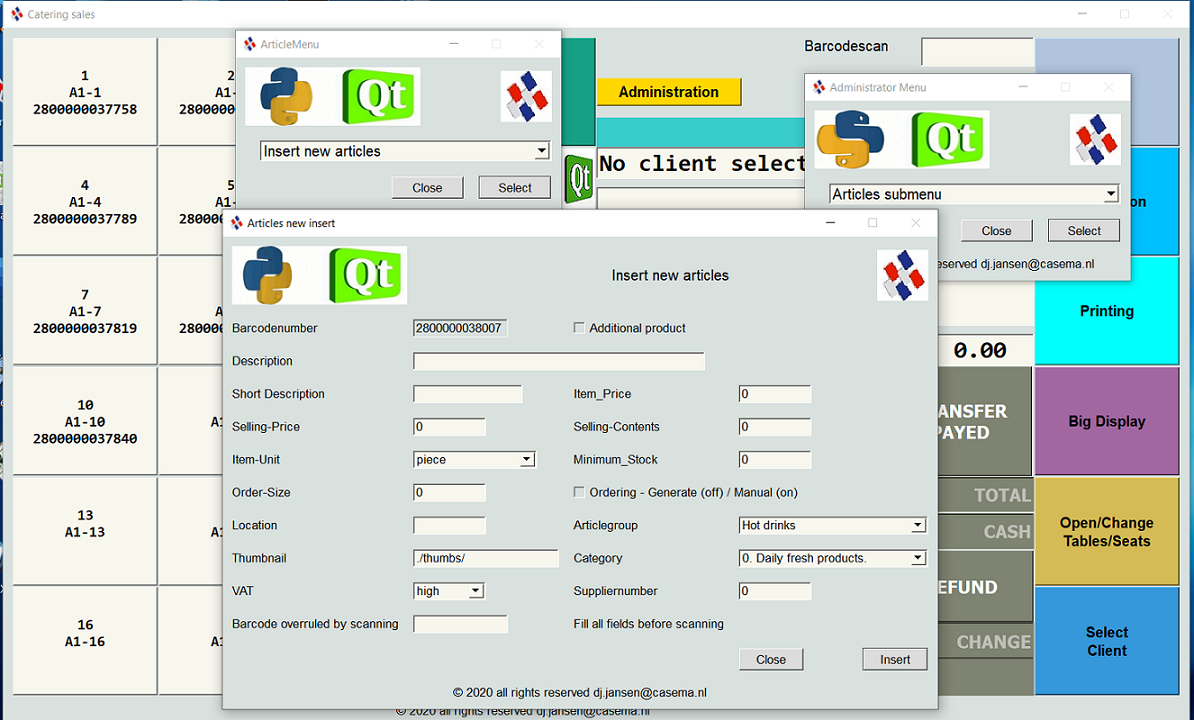 Catering sales
1
A1-1
2800000037758
2
A1-
28000000
4
A1-4
2800000037789
5
A1-
28000000
7
A1-7
2800000037819
A
28000
10
A1-10
2800000037840
A1
13
A1-13
A1
16
A1-16
A1
ArticleMenu
Qt
Insert new articles
Close
Select
Administration
Barcodescan
Qt
No client select
Administrator Menu
Qt
Articles submenu
Close
Select
eserved dj.jansen@casema.nl
on
Printing
0.00
ANSFER
PAYED
Big Display
TOTAL
CASH
Open/Change
Tables/Seats
EFUND
CHANGE
Select
Client
Articles new insert
Qt
Insert new articles
Barcodenumber 2800000038007 Additional product
Description
Short Description Item_Price 0
Selling-Price 0 Selling-Contents 0
Item-Unit piece Minimum_Stock 0
Order-Size 0 Ordering - Generate (off) / Manual (on)
Location Articlegroup Hot drinks
Thumbnail ./thumbs/ Category 0. Daily fresh products.
VAT high Suppliernumber 0
Barcode overruled by scanning Fill all fields before scanning
Close Insert
© 2020 all rights reserved dj.jansen@casema.nl
© 2020 all rights reserved dj.jansen@casema.nl